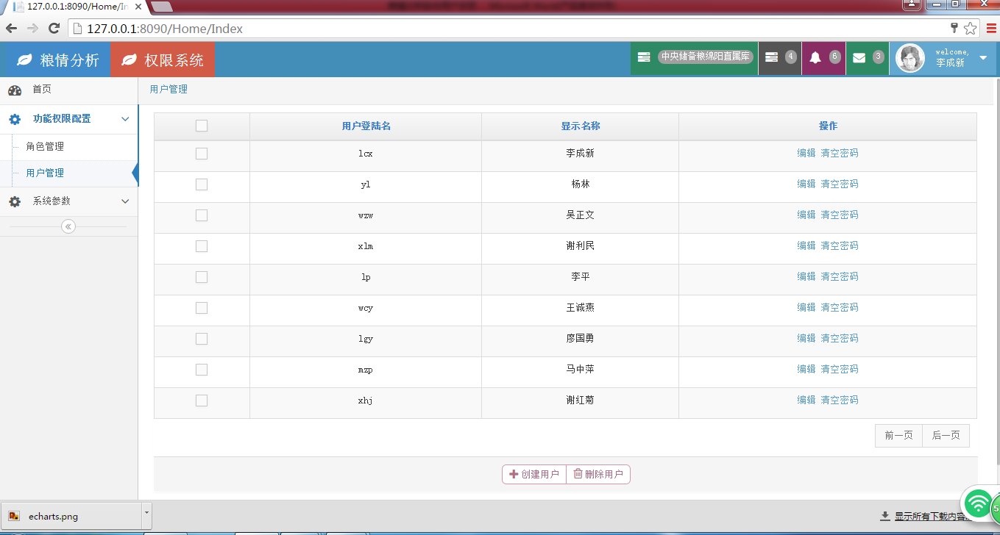 127.0.0.1:8090/Home/In
127.0.0.1:8090/Home/Index
粮情分析
权限系统
中央储备粮绵阳直属库
4
6
3
welcome,
李成新
首页
功能权限配置
角色管理
用户管理
系统参数
用户管理
用户登陆名 显示名称 操作
lcx 李成新 编辑 清空密码
yl 杨林 编辑 清空密码
wzw 吴正文 编辑 清空密码
xlm 谢利民 编辑 清空密码
lp 李平 编辑 清空密码
wcy 王诚燕 编辑 清空密码
lgy 廖国勇 编辑 清空密码
mzp 马中萍 编辑 清空密码
xhj 谢红菊 编辑 清空密码
前一页 后一页
创建用户 删除用户
echarts.png
显示所有下载内容
5